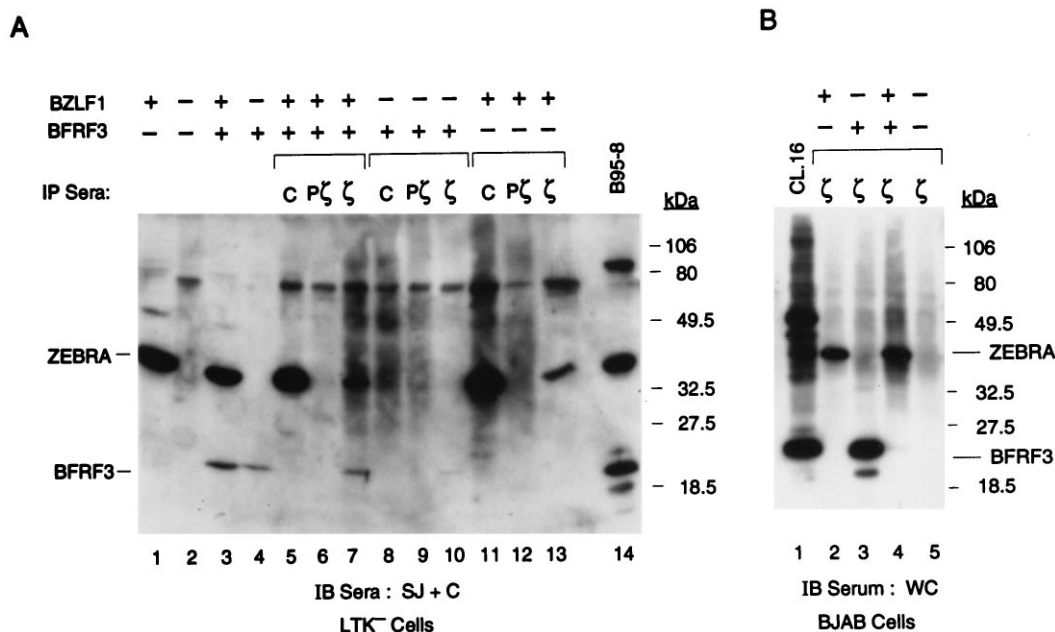 A
BZLF1 + − + − + + + − − − + + +
BFRF3 − − + + + + + + + + − − −
IP Sera: C Pζ ζ C Pζ ζ C Pζ ζ B95-8
kDa
106
80
49.5
ZEBRA
32.5
27.5
BFRF3
18.5
1 2 3 4 5 6 7 8 9 10 11 12 13 14
IB Sera : SJ + C
LTK⁻ Cells
B
+ − + −
− + + −
CL.16 ζ ζ ζ ζ
kDa
106
80
49.5
ZEBRA
32.5
27.5
BFRF3
18.5
1 2 3 4 5
IB Serum : WC
BJAB Cells